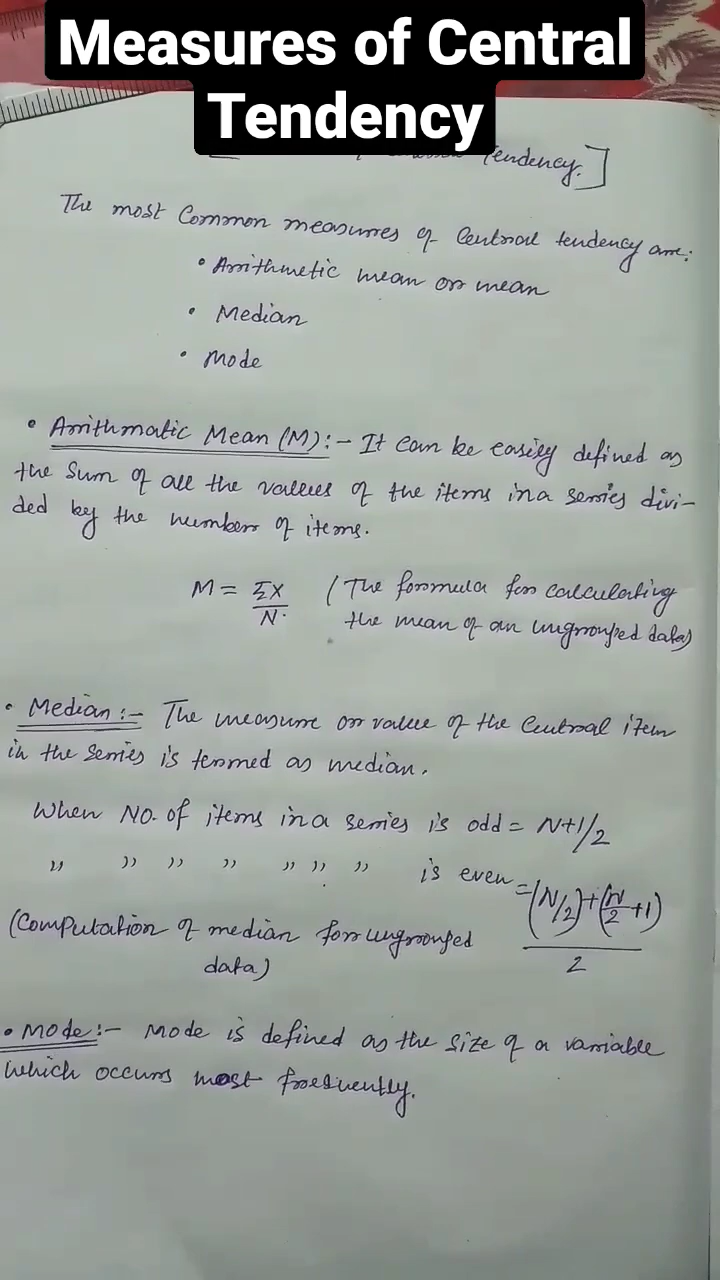 Measures of Central
Tendency
Tendency.]
The most Common measures of Central tendency are:
• Arrithmetic mean or mean
• Median
• Mode
• Arrithmatic Mean (M):- It can be easily defined as
the Sum of all the values of the items in a series divi-
ded by the number of items.
M = ΣX / N. (The formula for calculating
the mean of an ungrouped data)
• Median:- The measure or value of the Central item
in the series is termed as median.
When No. of items in a series is odd = N+1/2
,, ,, ,, ,, ,, ,, ,, is even = (N/2)+(N/2+1) / 2
(Computation of median for ungrouped
data)
• Mode:- Mode is defined as the size of a variable
which occurs most frequently.